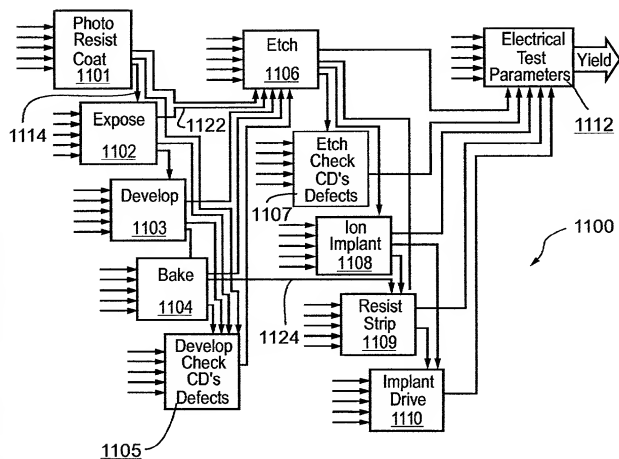 Photo
Resist
Coat
1101
1114
Expose
1102
1122
Develop
1103
Bake
1104
Develop
Check
CD's
Defects
1105
Etch
1106
Etch
Check
CD's
Defects
1107
Ion
Implant
1108
1124
Resist
Strip
1109
Implant
Drive
1110
Electrical
Test
Parameters
1112
Yield
1100